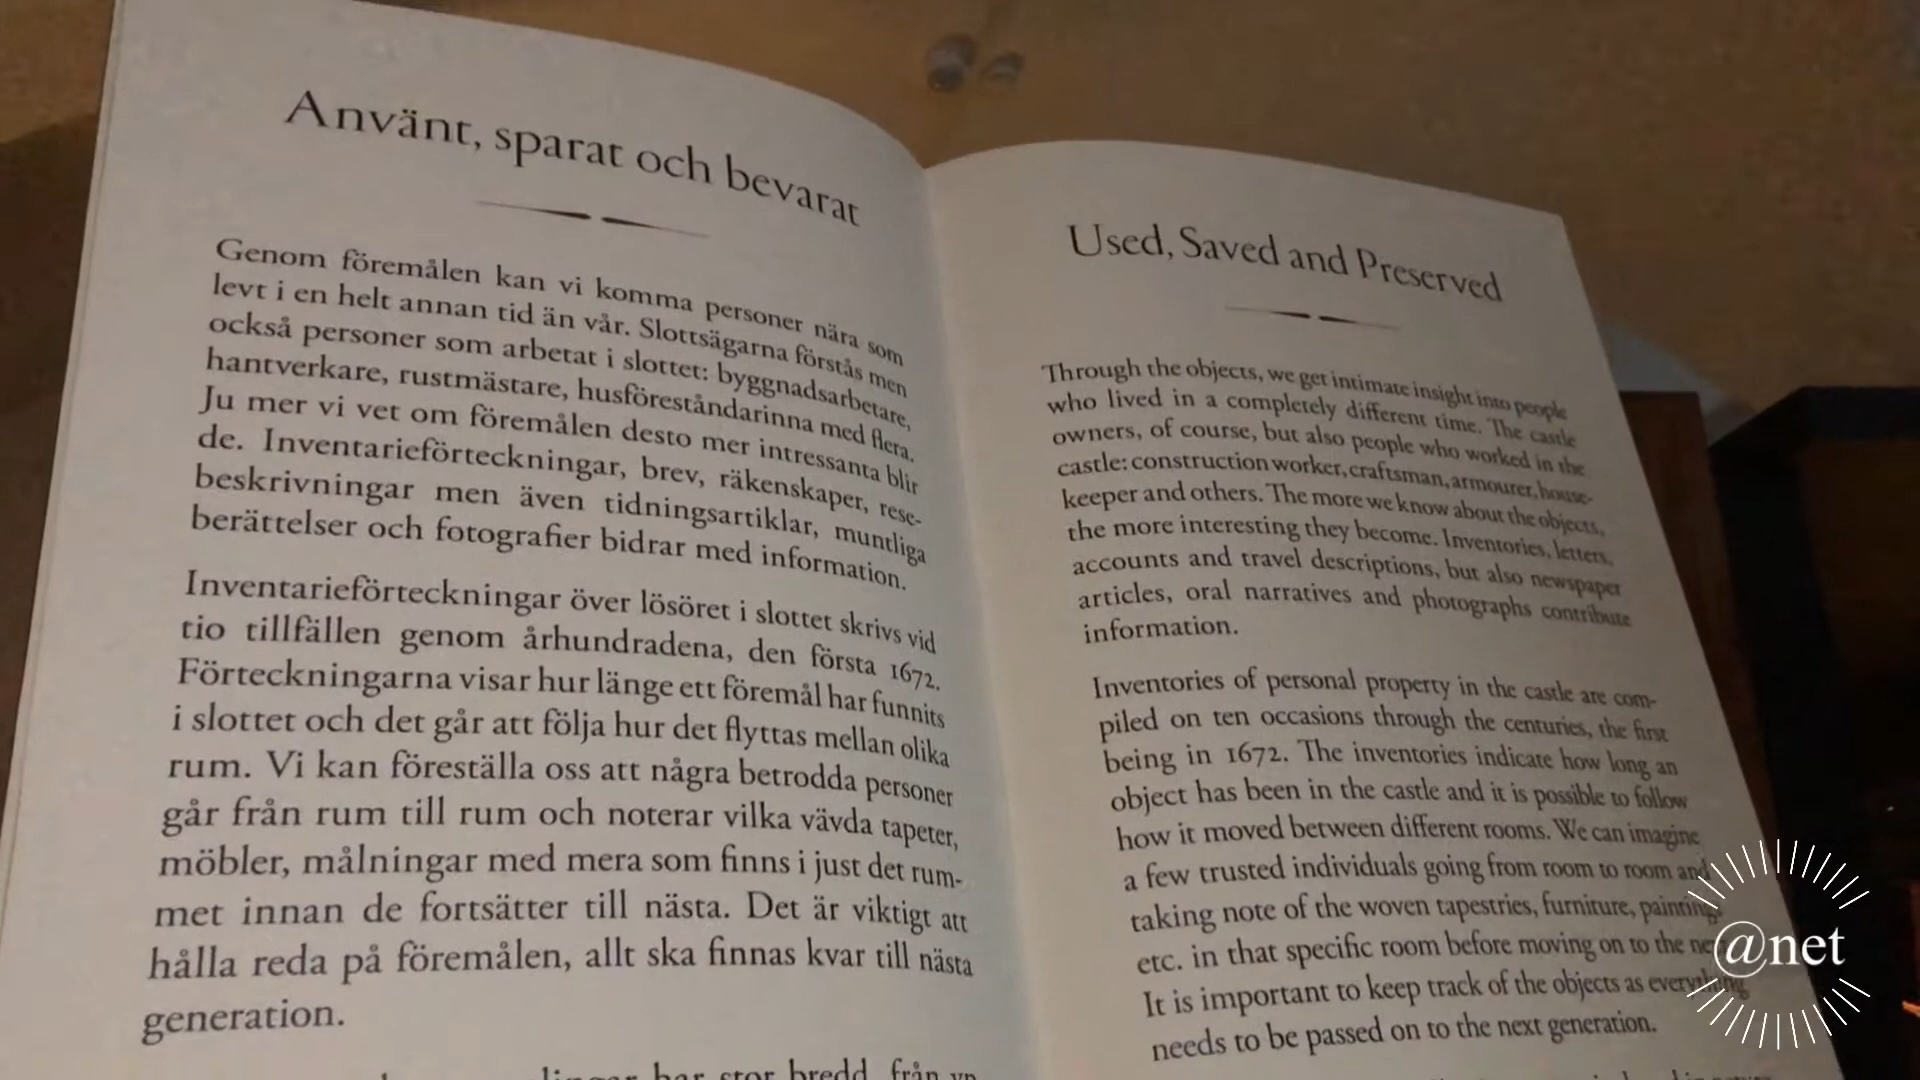 Använt, sparat och bevarat
Genom föremålen kan vi komma personer nära som
levt i en helt annan tid än vår. Slottsägarna förstås men
också personer som arbetat i slottet: byggnadsarbetare,
hantverkare, rustmästare, husföreståndarinna med flera.
Ju mer vi vet om föremålen desto mer intressanta blir
de. Inventarieförteckningar, brev, räkenskaper, rese-
beskrivningar men även tidningsartiklar, muntliga
berättelser och fotografier bidrar med information.
Inventarieförteckningar över lösöret i slottet skrivs vid
tio tillfällen genom århundradena, den första 1672.
Förteckningarna visar hur länge ett föremål har funnits
i slottet och det går att följa hur det flyttas mellan olika
rum. Vi kan föreställa oss att några betrodda personer
går från rum till rum och noterar vilka vävda tapeter,
möbler, målningar med mera som finns i just det rum-
met innan de fortsätter till nästa. Det är viktigt att
hålla reda på föremålen, allt ska finnas kvar till nästa
generation.
har stor bredd, från
Used, Saved and Preserved
Through the objects, we get intimate insight into people
who lived in a completely different time. The castle
owners, of course, but also people who worked in the
castle: construction worker, craftsman, armourer, house-
keeper and others. The more we know about the objects,
the more interesting they become. Inventories, letters,
accounts and travel descriptions, but also newspaper
articles, oral narratives and photographs contribute
information.
Inventories of personal property in the castle are com-
piled on ten occasions through the centuries, the first
being in 1672. The inventories indicate how long an
object has been in the castle and it is possible to follow
how it moved between different rooms. We can imagine
a few trusted individuals going from room to room and
taking note of the woven tapestries, furniture, paintings,
etc. in that specific room before moving on to the
It is important to keep track of the objects as everything
needs to be passed on to the next generation.
@net